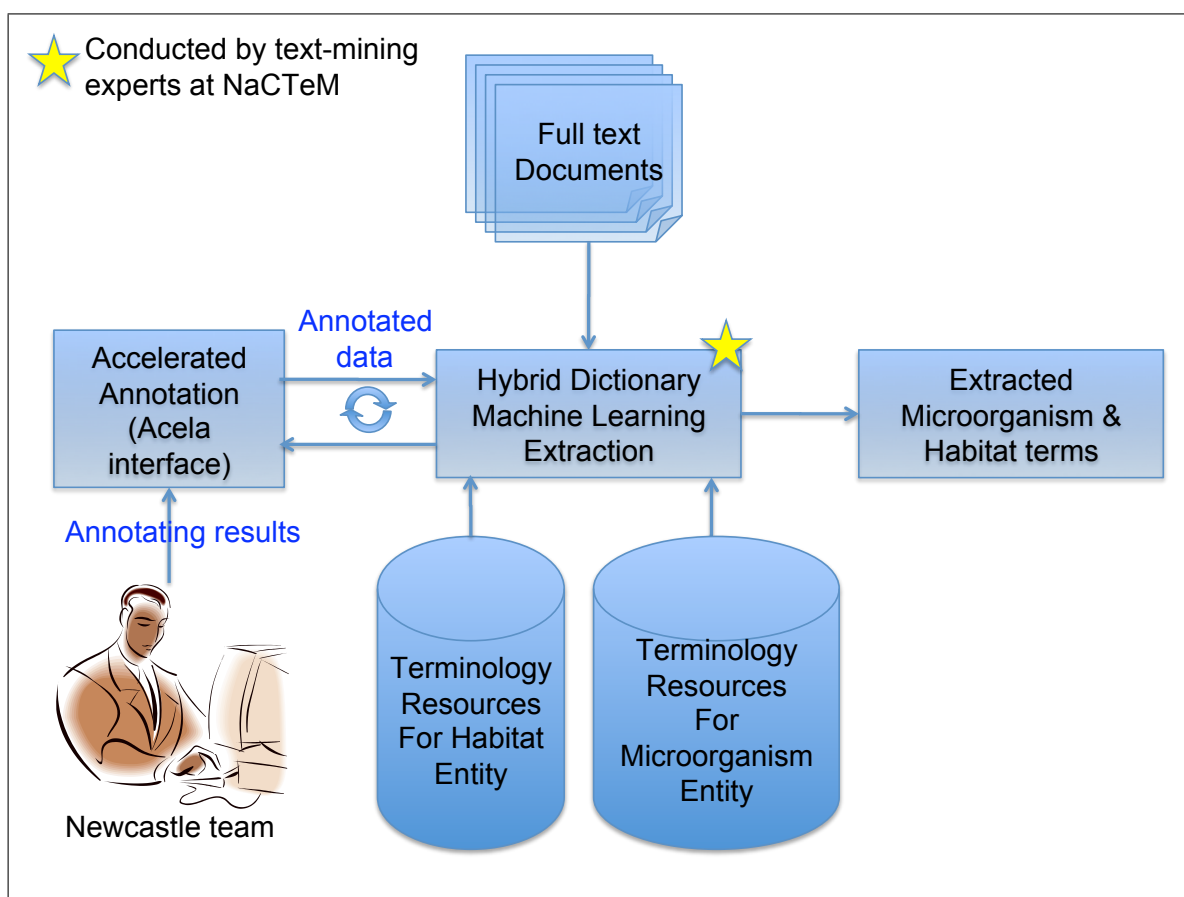 Conducted by text-mining
experts at NaCTeM
Full text
Documents
Annotated
data
Accelerated
Annotation
(Acela
interface)
Hybrid Dictionary
Machine Learning
Extraction
Extracted
Microorganism &
Habitat terms
Annotating results
Terminology
Resources
For Habitat
Entity
Terminology
Resources
For
Microorganism
Entity
Newcastle team